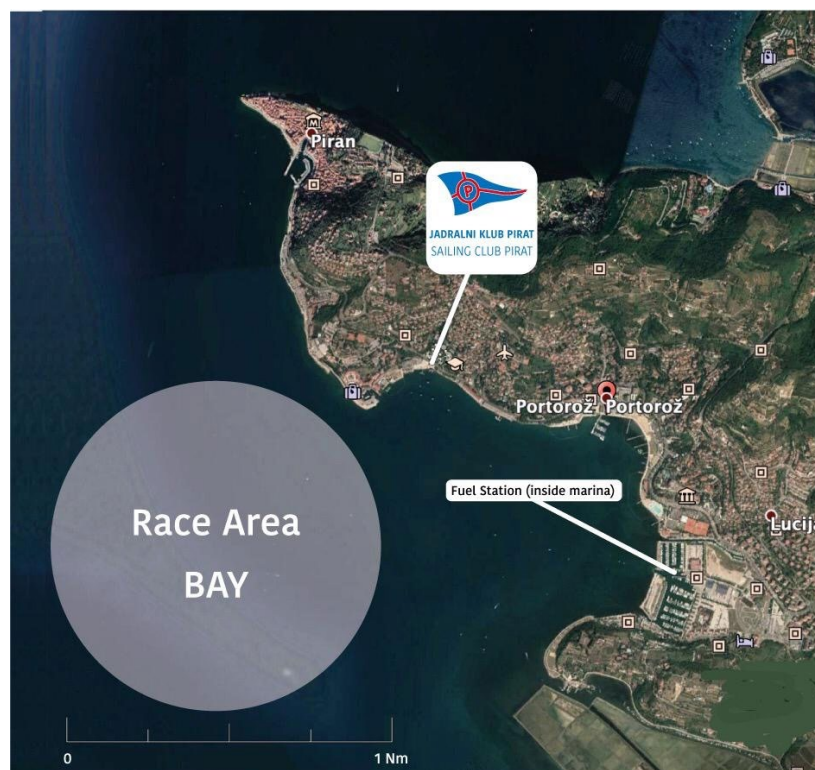 M
Piran
P
JADRALNI KLUB PIRAT
SAILING CLUB PIRAT
Portorož Portorož
Fuel Station (inside marina)
Lucija
Race Area
BAY
0 1 Nm